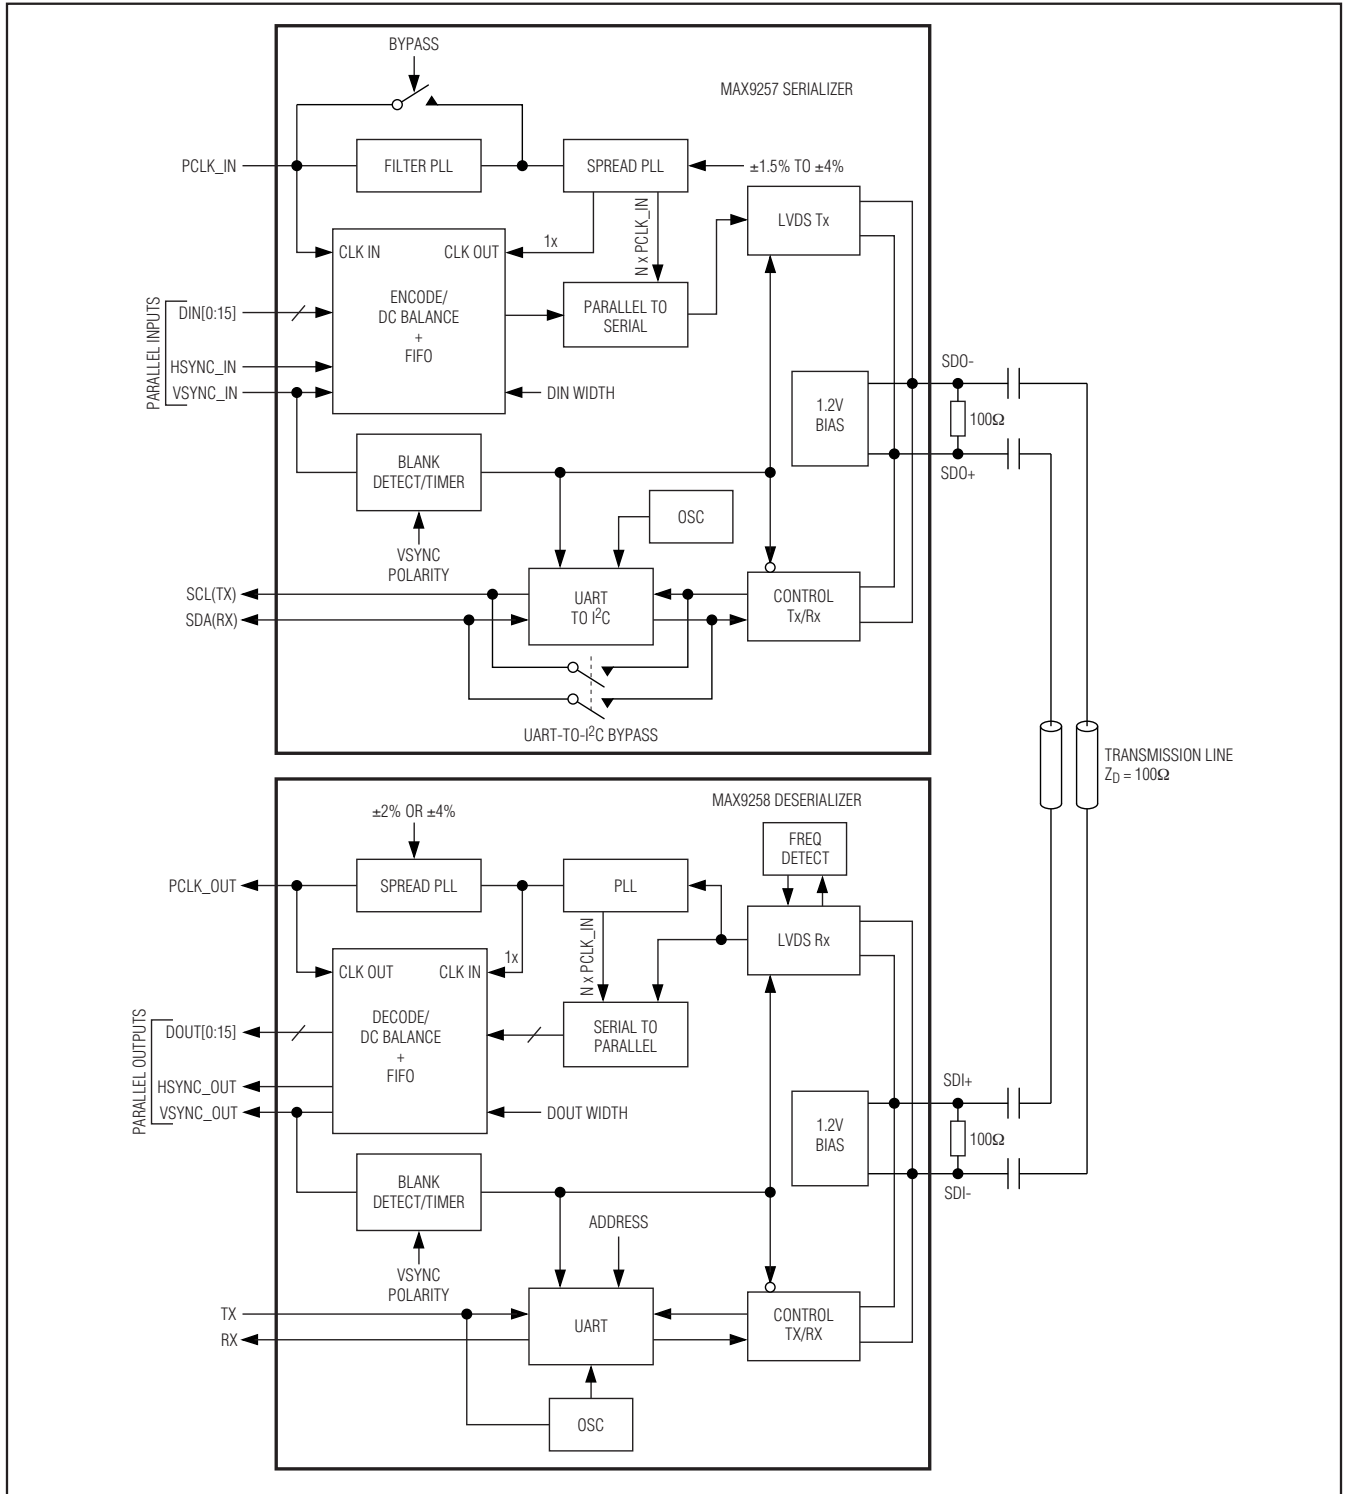 BYPASS
MAX9257 SERIALIZER
PCLK_IN
FILTER PLL
SPREAD PLL
±1.5% TO ±4%
N x PCLK_IN
LVDS Tx
CLK IN
CLK OUT
1x
PARALLEL INPUTS
DIN[0:15]
ENCODE/
DC BALANCE
+
FIFO
PARALLEL TO
SERIAL
HSYNC_IN
VSYNC_IN
DIN WIDTH
1.2V
BIAS
SDO-
100Ω
SDO+
BLANK
DETECT/TIMER
OSC
VSYNC
POLARITY
SCL(TX)
SDA(RX)
UART
TO I²C
CONTROL
Tx/Rx
UART-TO-I²C BYPASS
TRANSMISSION LINE
Z_D = 100Ω
MAX9258 DESERIALIZER
±2% OR ±4%
FREQ
DETECT
PCLK_OUT
SPREAD PLL
PLL
N x PCLK_IN
LVDS Rx
CLK OUT
CLK IN
1x
PARALLEL OUTPUTS
DOUT[0:15]
DECODE/
DC BALANCE
+
FIFO
SERIAL TO
PARALLEL
HSYNC_OUT
VSYNC_OUT
DOUT WIDTH
1.2V
BIAS
SDI+
100Ω
SDI-
BLANK
DETECT/TIMER
ADDRESS
VSYNC
POLARITY
TX
RX
UART
CONTROL
TX/RX
OSC